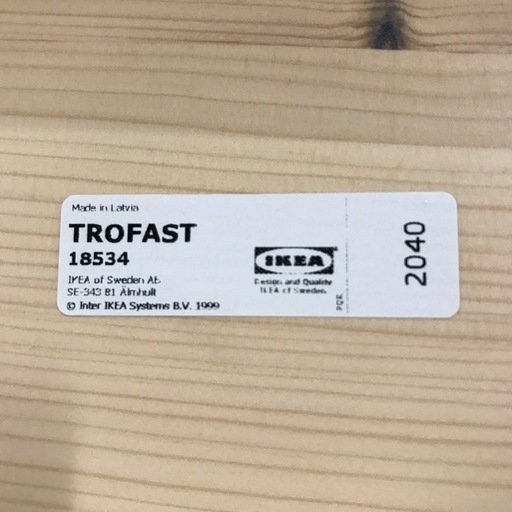 Made in Latvia
TROFAST
18534
IKEA of Sweden AB
SE-343 81 Älmhult
© Inter IKEA Systems B.V. 1999
IKEA
Design and Quality
IKEA of Sweden
2040